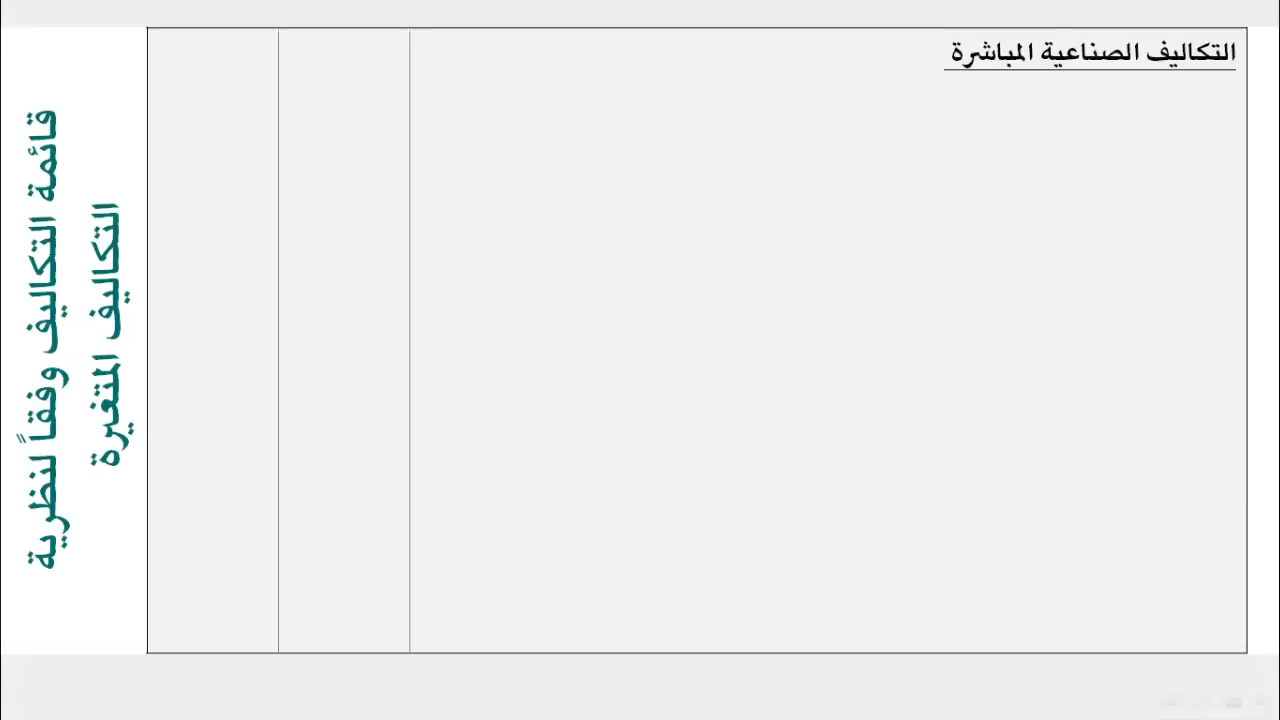 التكاليف الصناعية المباشرة
قائمة التكاليف وفقاً لنظرية
التكاليف المتغيرة